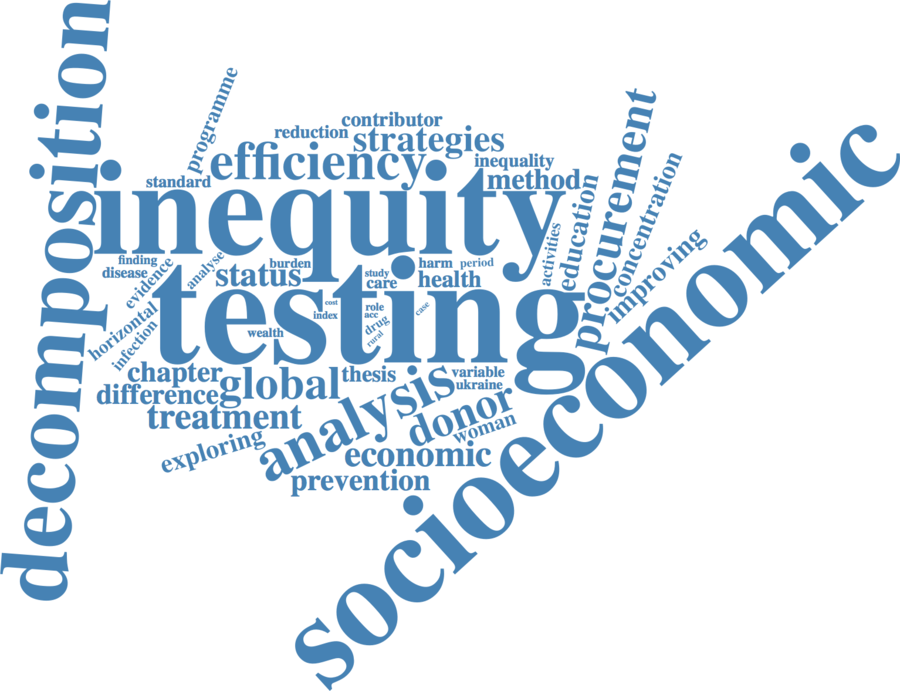 decomposition
programme
contributor
reduction
strategies
efficiency
inequality
standard
method
inequity
education
procurement
concentration
activities
improving
socioeconomic
finding
disease
evidence
analyse
burden
status
study
care
harm
period
health
testing
cost
index
role
acc
drug
rural
case
wealth
horizontal
infection
chapter
global
thesis
variable
ukraine
difference
treatment
analysis
donor
woman
exploring
economic
prevention